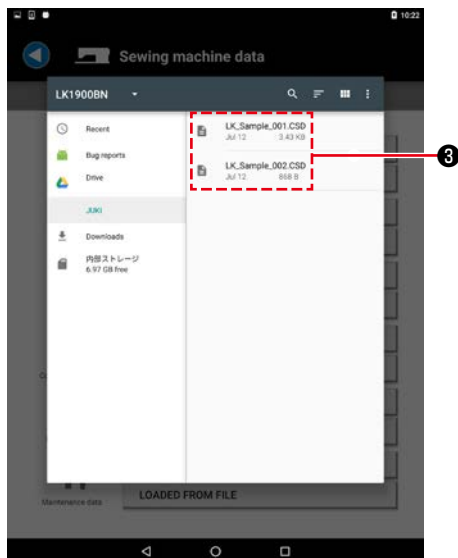 10:22
Sewing machine data
LK1900BN
Recent
Bug reports
Drive
JUKI
Downloads
内部ストレージ
6.97 GB free
LK_Sample_001.CSD
Jul 12 3.43 KB
LK_Sample_002.CSD
Jul 12 868 B
❸
Maintenance data
LOADED FROM FILE